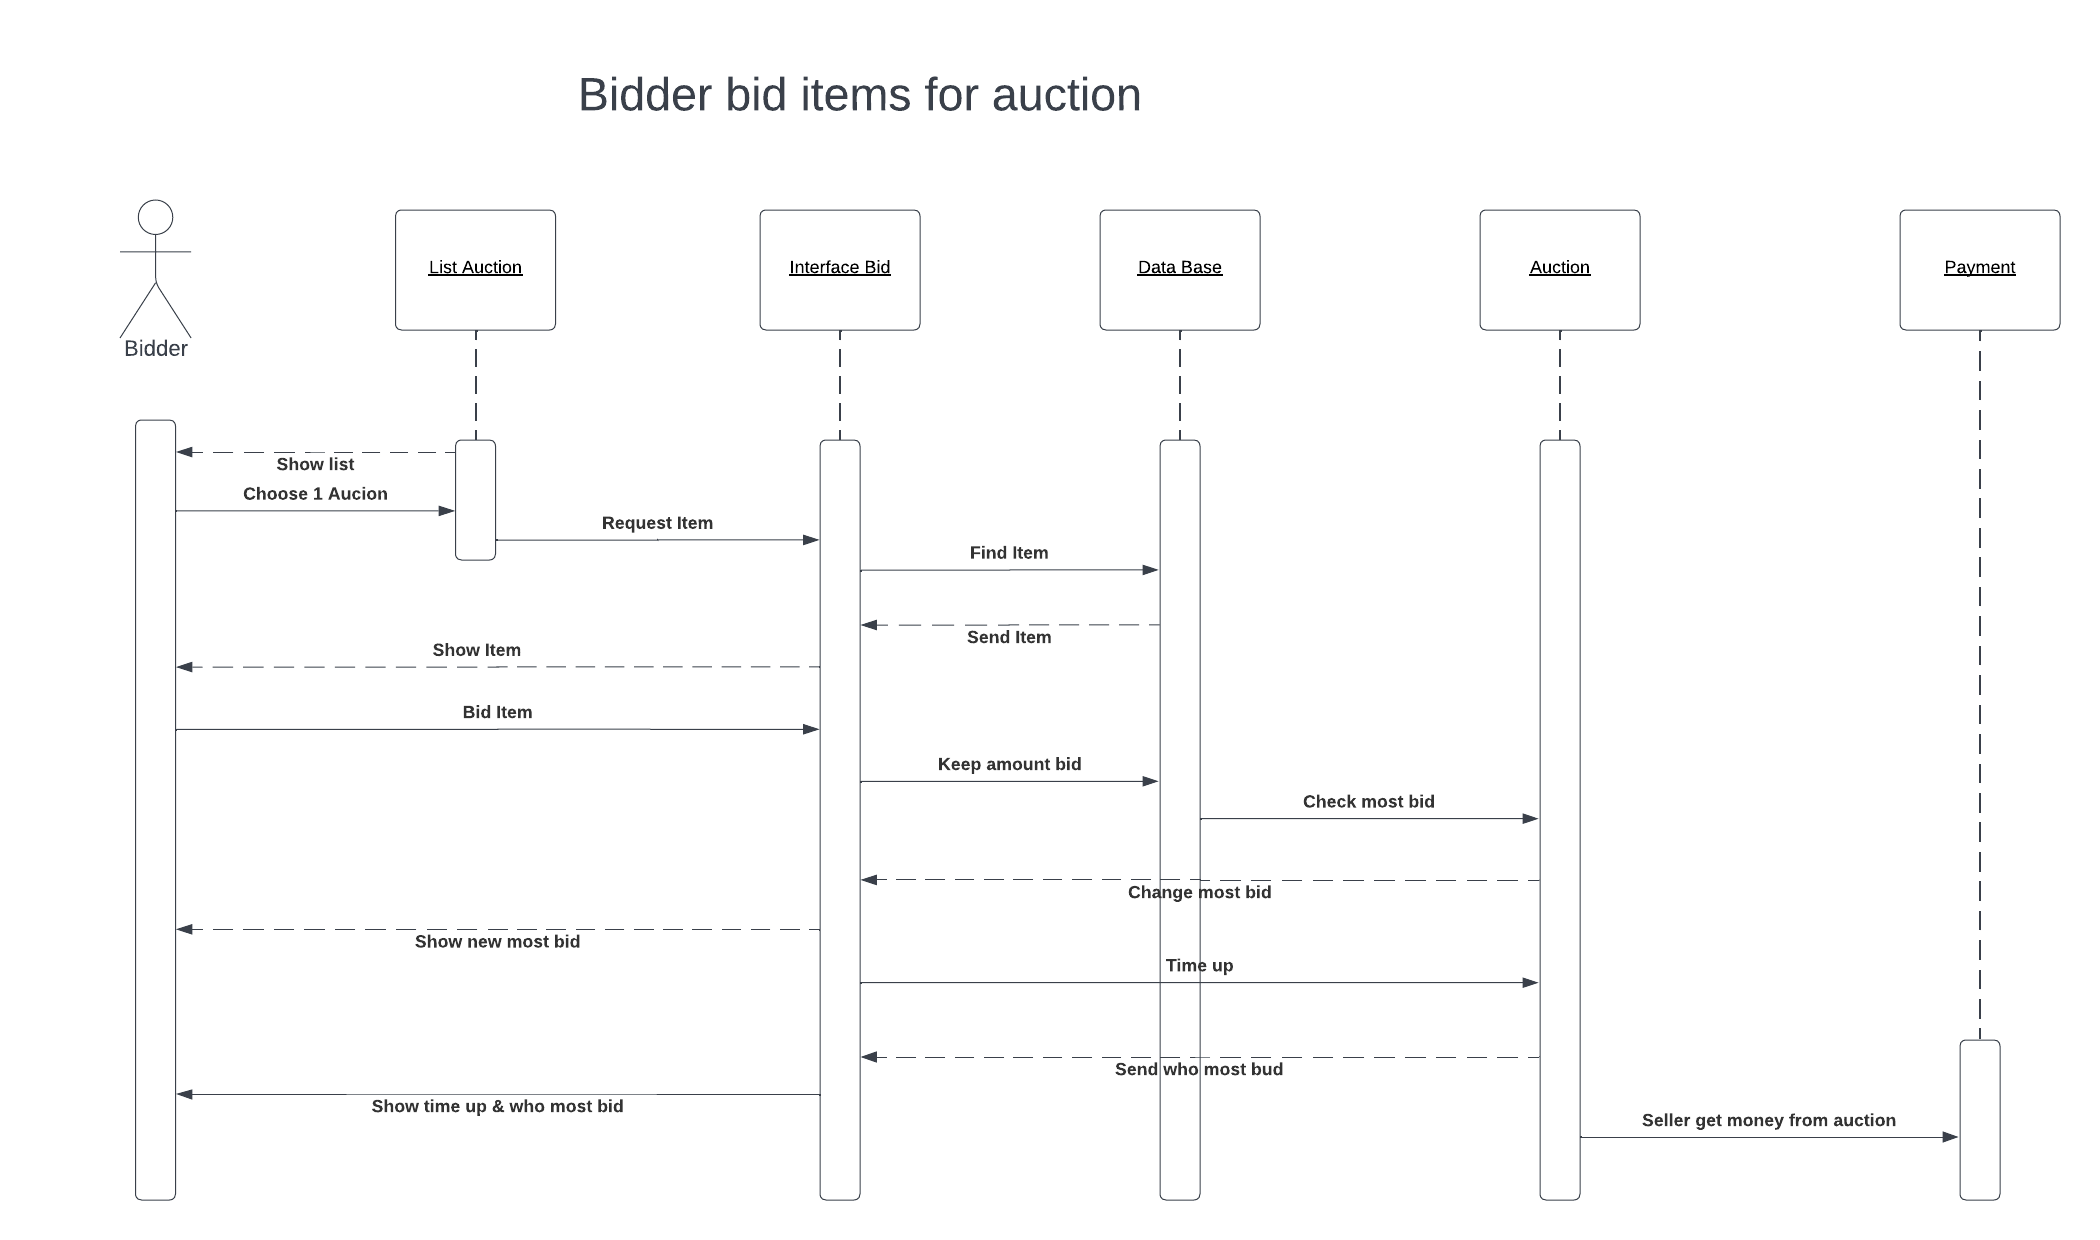 Bidder bid items for auction
Bidder
List Auction
Interface Bid
Data Base
Auction
Payment
Show list
Choose 1 Aucion
Request Item
Find Item
Send Item
Show Item
Bid Item
Keep amount bid
Check most bid
Change most bid
Show new most bid
Time up
Send who most bud
Show time up & who most bid
Seller get money from auction